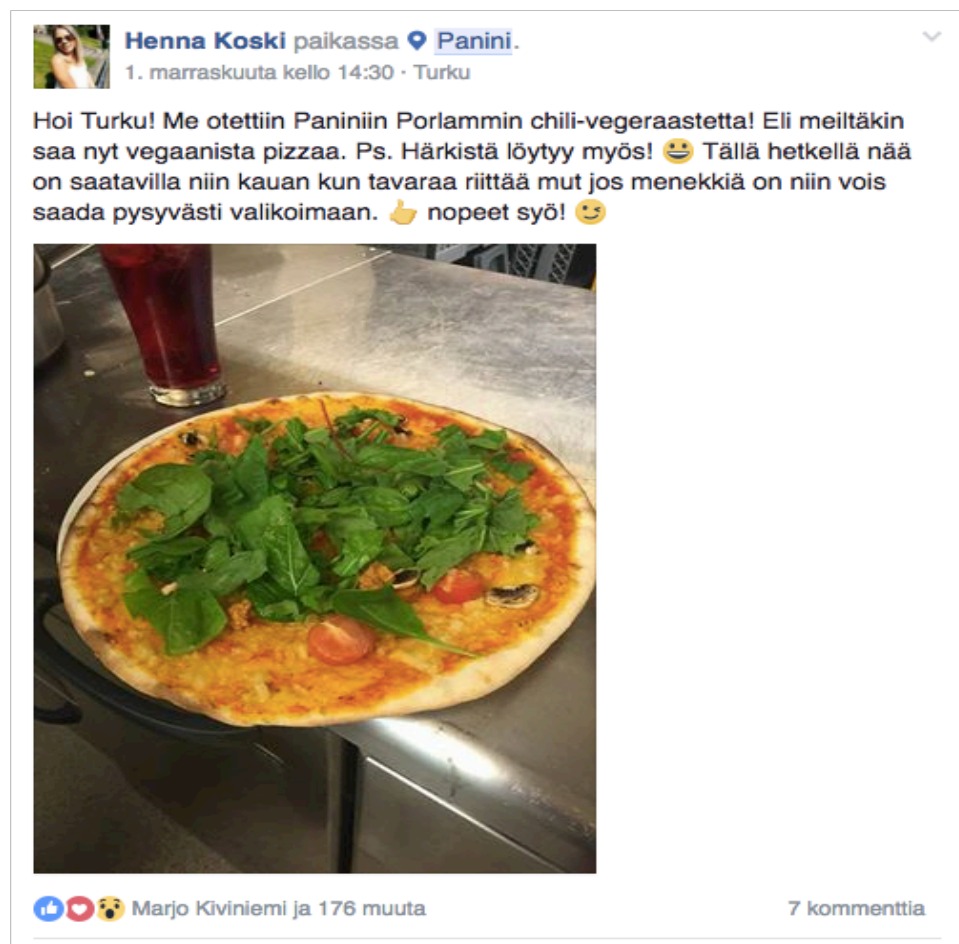 Henna Koski paikassa Panini.
1. marraskuuta kello 14:30 · Turku
Hoi Turku! Me otettiin Paniniin Porlammin chili-vegeraastetta! Eli meiltäkin
saa nyt vegaanista pizzaa. Ps. Härkistä löytyy myös! 😀 Tällä hetkellä nää
on saatavilla niin kauan kun tavaraa riittää mut jos menekkiä on niin vois
saada pysyvästi valikoimaan. 👍 nopeet syö! 😉
Marjo Kiviniemi ja 176 muuta
7 kommenttia